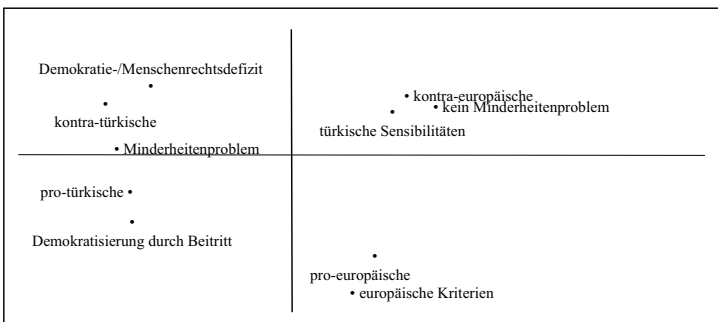 Demokratie-/Menschenrechtsdefizit
• kontra-europäische
• kein Minderheitenproblem
kontra-türkische
türkische Sensibilitäten
• Minderheitenproblem
pro-türkische •
Demokratisierung durch Beitritt
pro-europäische
• europäische Kriterien